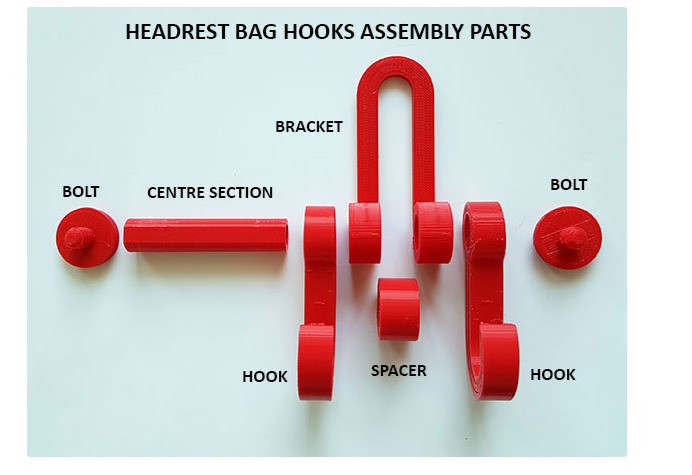 HEADREST BAG HOOKS ASSEMBLY PARTS
BRACKET
BOLT
CENTRE SECTION
BOLT
HOOK
SPACER
HOOK